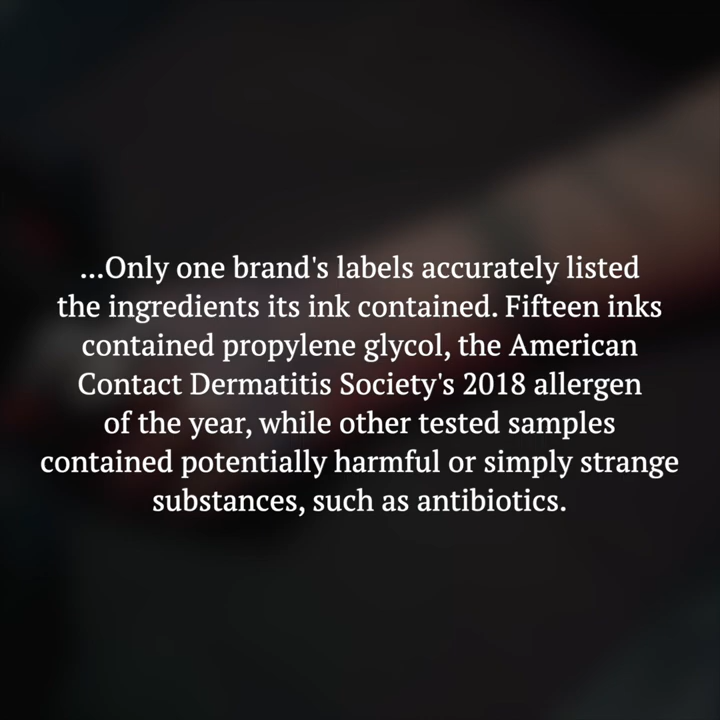 ...Only one brand's labels accurately listed
the ingredients its ink contained. Fifteen inks
contained propylene glycol, the American
Contact Dermatitis Society's 2018 allergen
of the year, while other tested samples
contained potentially harmful or simply strange
substances, such as antibiotics.